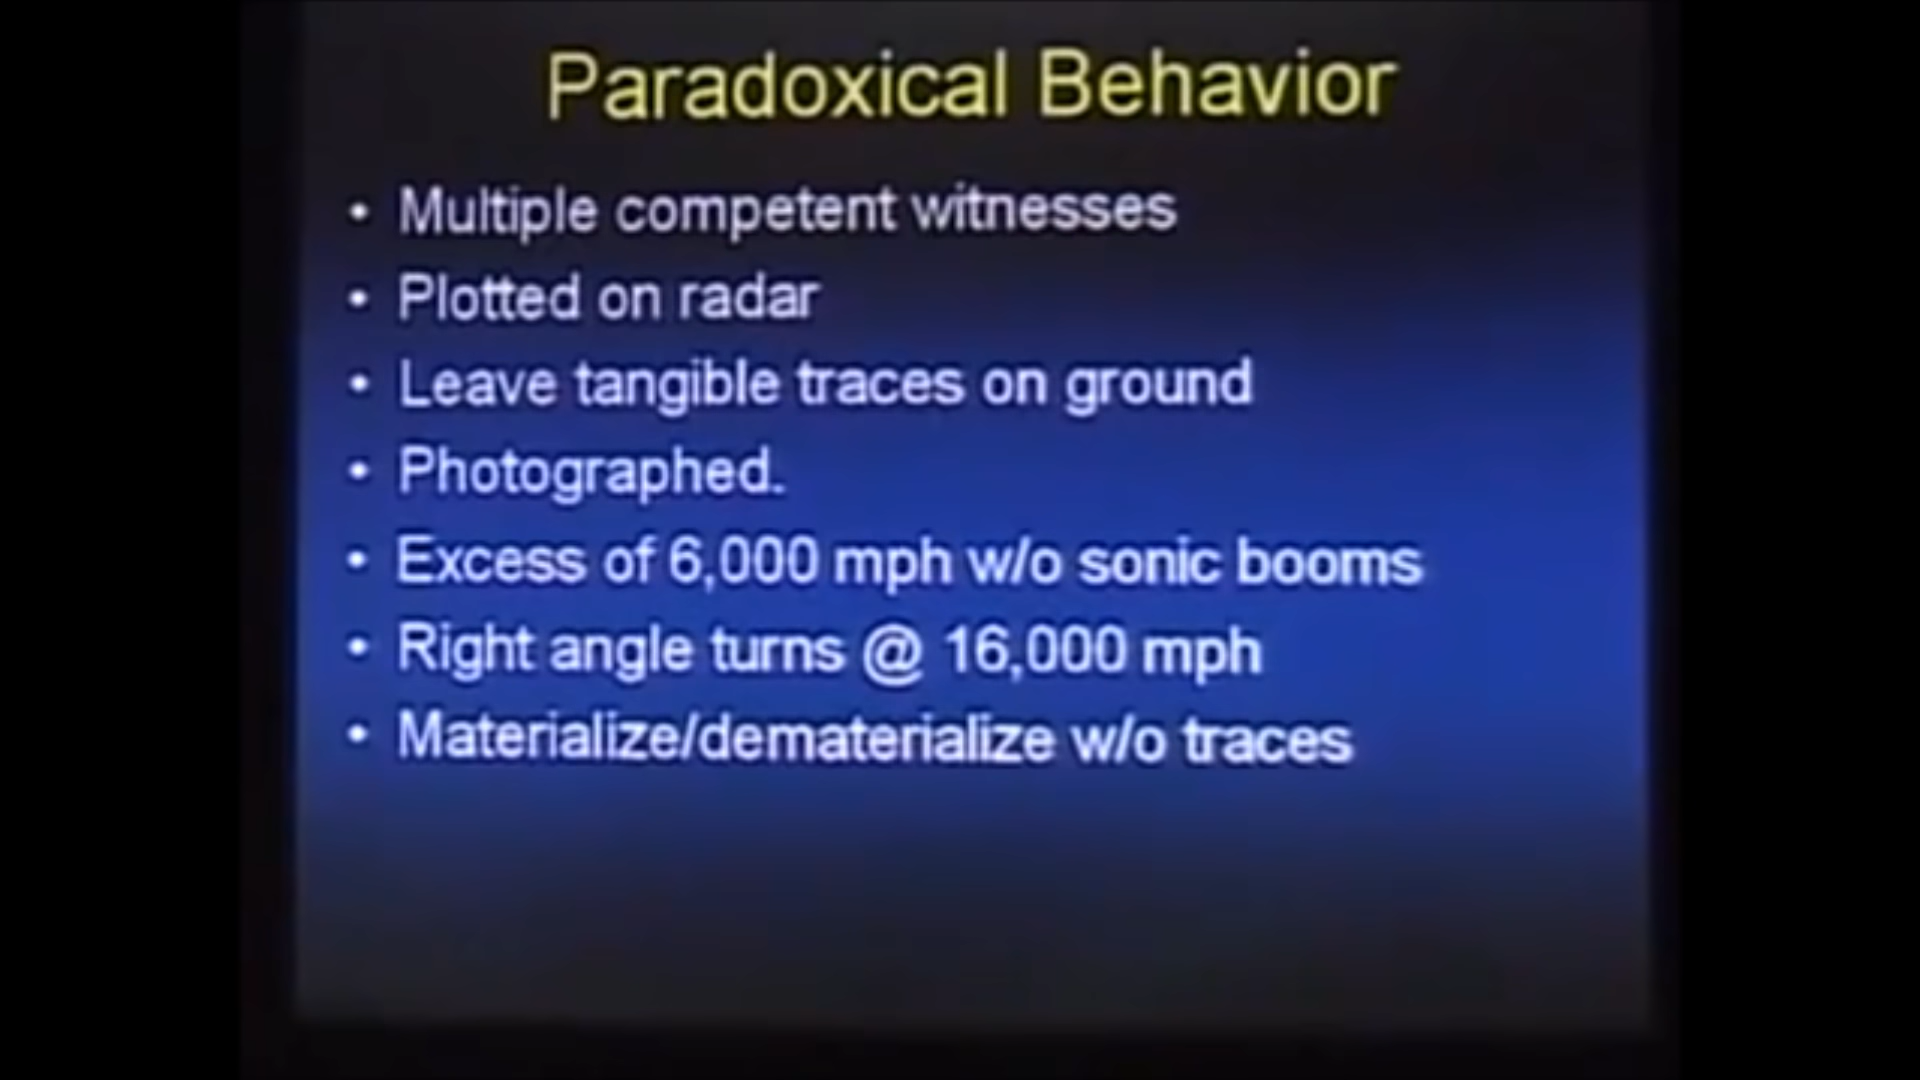 Paradoxical Behavior
• Multiple competent witnesses
• Plotted on radar
• Leave tangible traces on ground
• Photographed.
• Excess of 6,000 mph w/o sonic booms
• Right angle turns @ 16,000 mph
• Materialize/dematerialize w/o traces